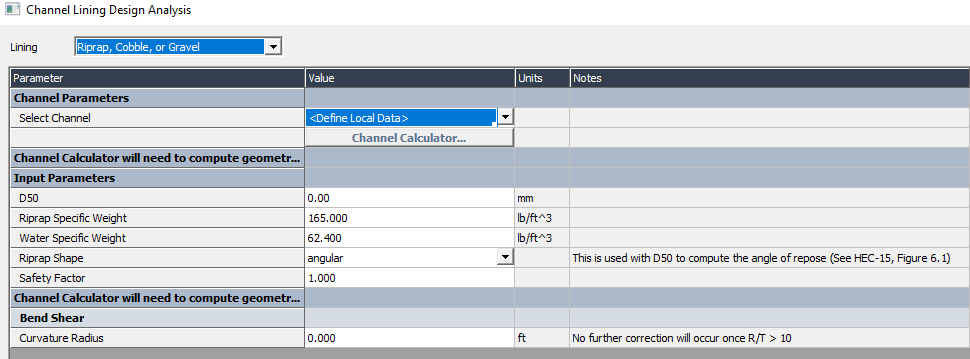 Channel Lining Design Analysis
Lining Riprap, Cobble, or Gravel
Parameter Value Units Notes
Channel Parameters
Select Channel <Define Local Data>
Channel Calculator...
Channel Calculator will need to compute geometr...
Input Parameters
D50 0.00 mm
Riprap Specific Weight 165.000 lb/ft^3
Water Specific Weight 62.400 lb/ft^3
Riprap Shape angular This is used with D50 to compute the angle of repose (See HEC-15, Figure 6.1)
Safety Factor 1.000
Channel Calculator will need to compute geometr...
Bend Shear
Curvature Radius 0.000 ft No further correction will occur once R/T > 10